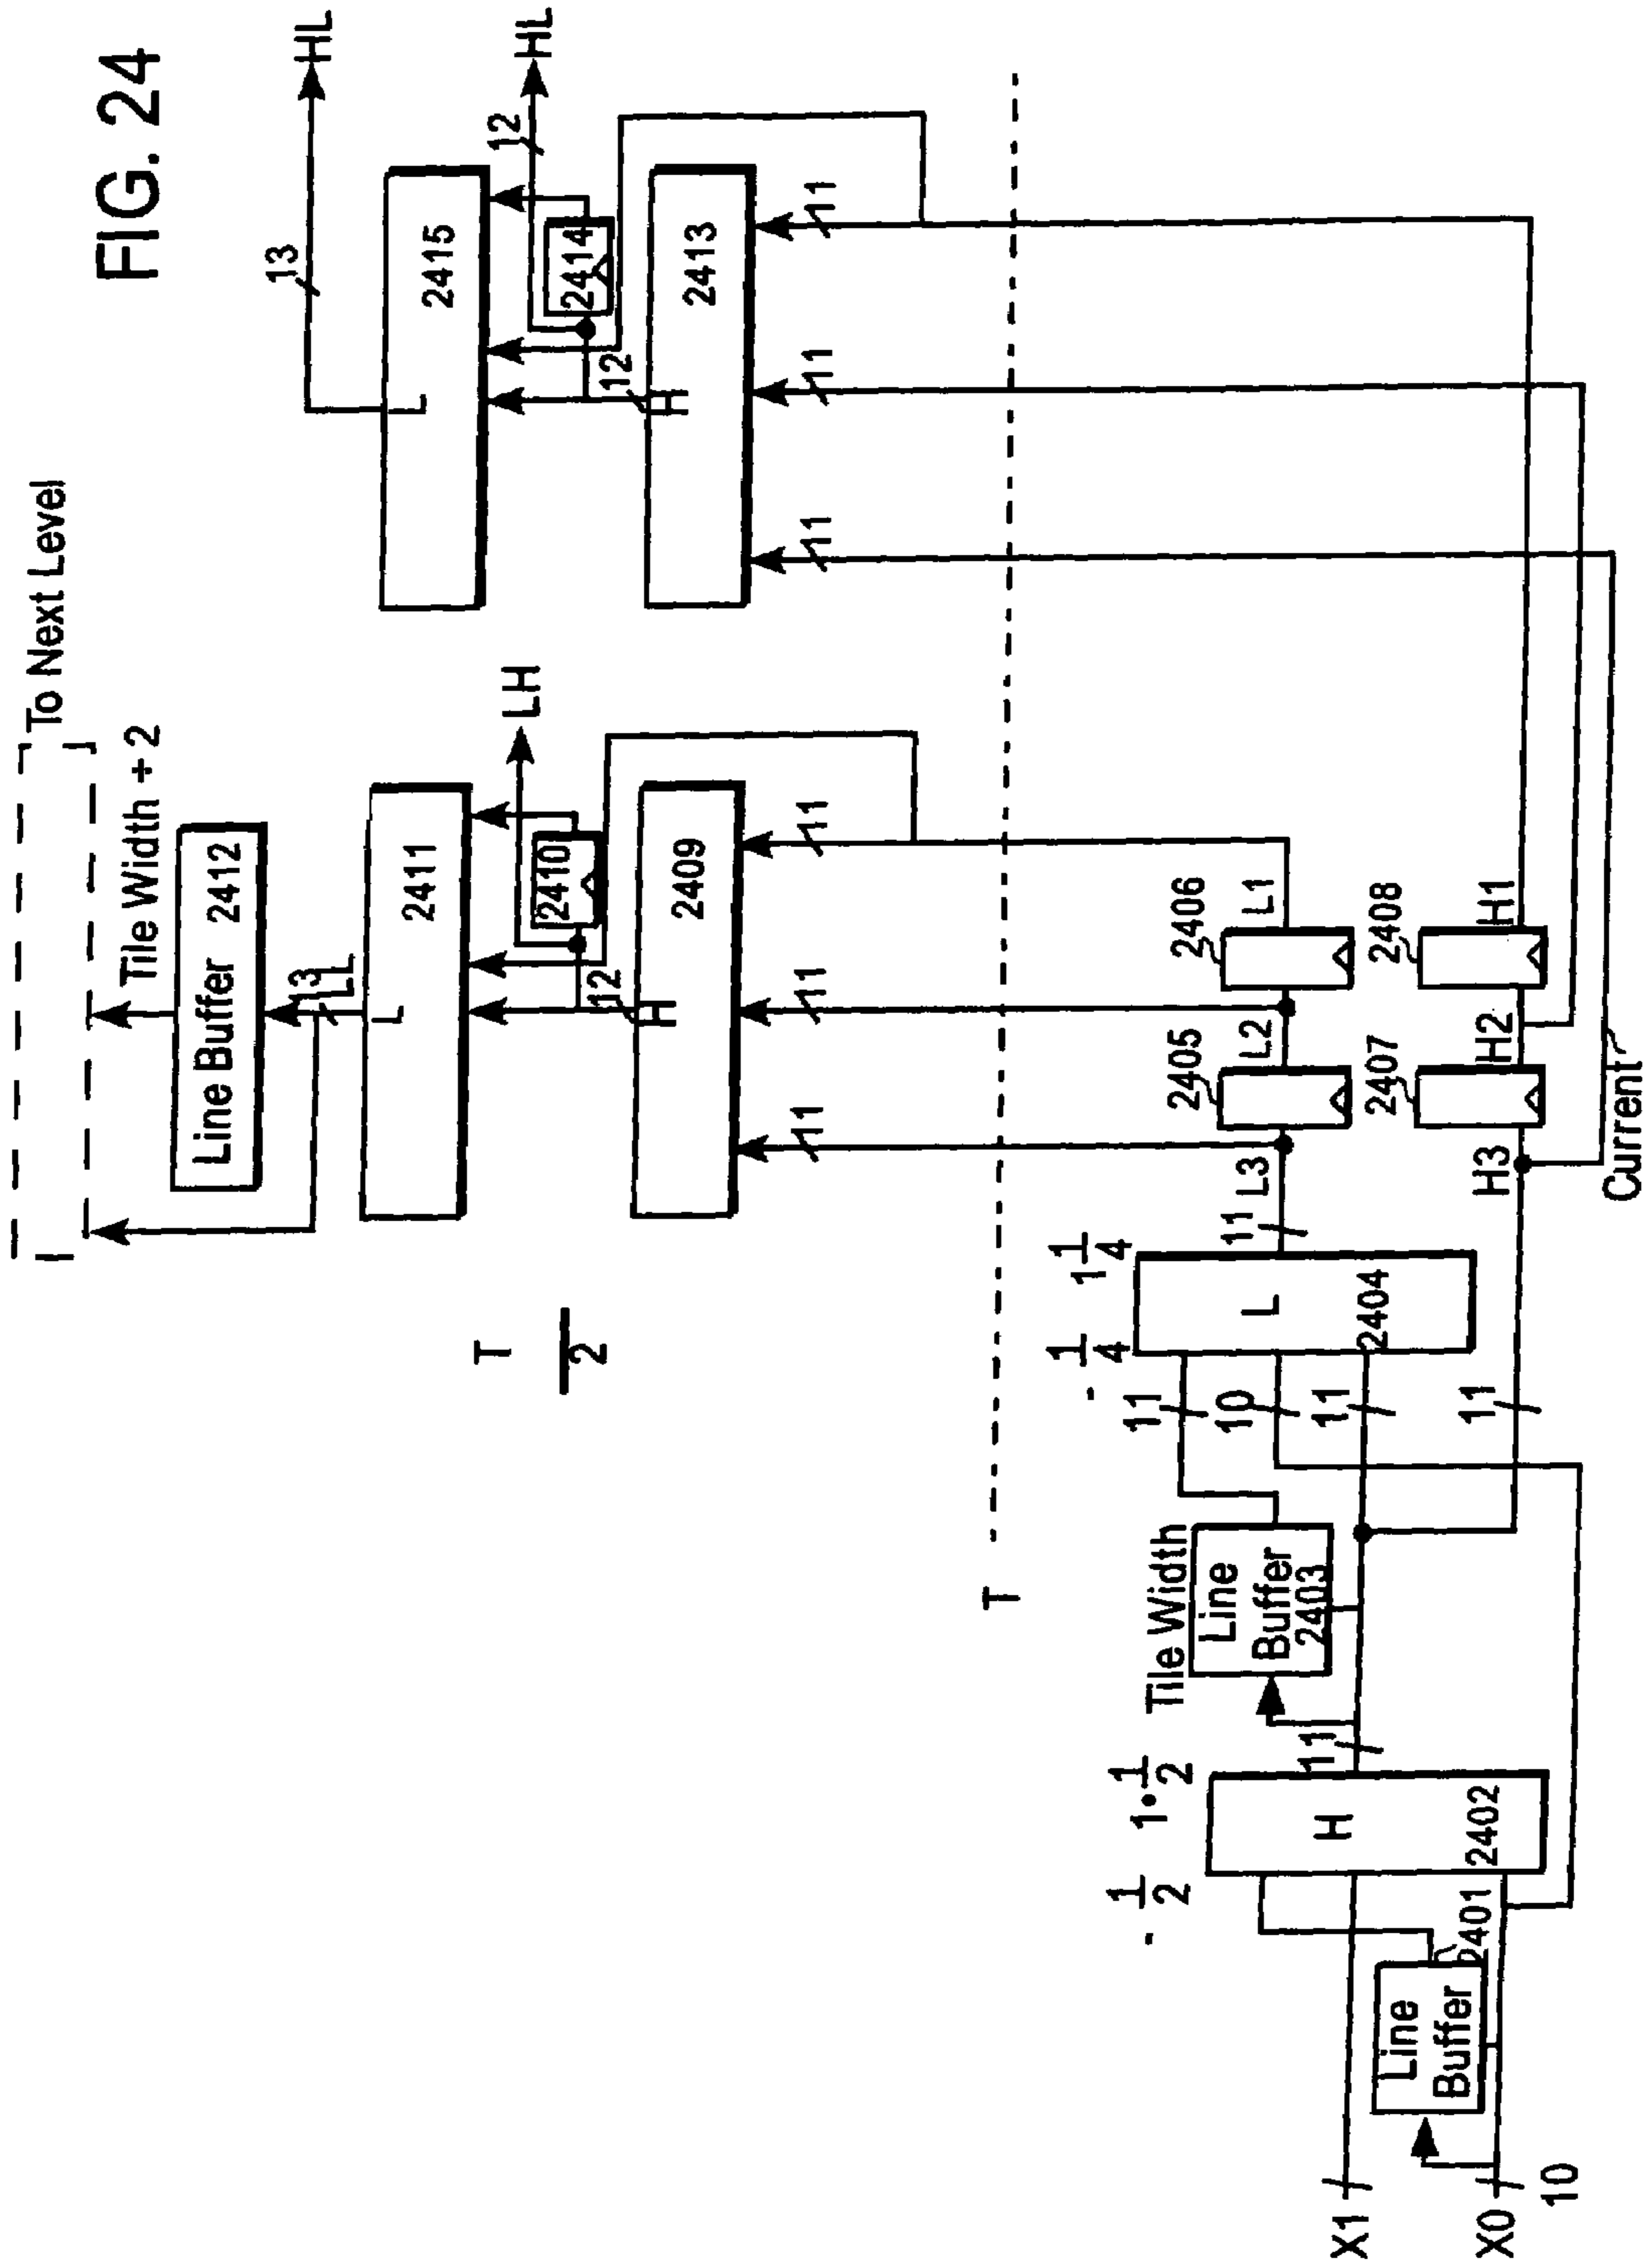 FIG. 24
To Next Level
Tile Width ÷ 2
Line Buffer 2412
13
LL
L
2411
LH
2410
12
H
2409
11
11
11
13
HL
L
2415
12
HL
2414
12
H
2413
11
11
11
T
2
T
X1
X0
10
Line
Buffer
2401
- 1/2
1 • 1/2
H
2402
11
Tile Width
Line
Buffer
2403
11
10
11
11
- 1/4
1 1/4
L
2404
11
L3
2405
L2
2406
L1
H3
2407
H2
2408
H1
Current